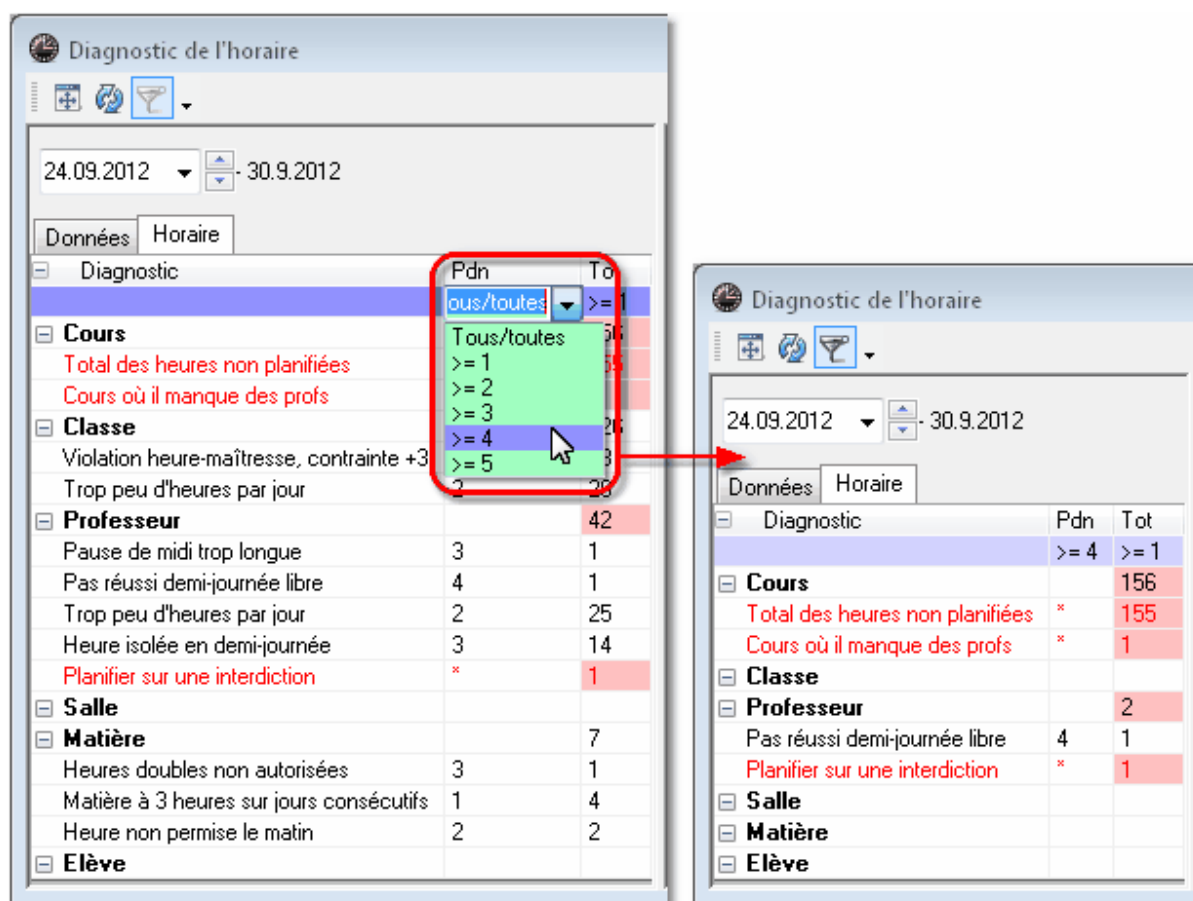 Diagnostic de l'horaire
24.09.2012 - 30.9.2012
Données Horaire
Diagnostic Pdn To
ous/toutes >= 1
Tous/toutes
>= 1
>= 2
>= 3
>= 4
>= 5
Cours
Total des heures non planifiées
Cours où il manque des profs
Classe
Violation heure-maîtresse, contrainte +3
Trop peu d'heures par jour 2
Professeur 42
Pause de midi trop longue 3 1
Pas réussi demi-journée libre 4 1
Trop peu d'heures par jour 2 25
Heure isolée en demi-journée 3 14
Planifier sur une interdiction * 1
Salle
Matière 7
Heures doubles non autorisées 3 1
Matière à 3 heures sur jours consécutifs 1 4
Heure non permise le matin 2 2
Elève
Diagnostic de l'horaire
24.09.2012 - 30.9.2012
Données Horaire
Diagnostic Pdn Tot
>= 4 >= 1
Cours 156
Total des heures non planifiées * 155
Cours où il manque des profs * 1
Classe
Professeur 2
Pas réussi demi-journée libre 4 1
Planifier sur une interdiction * 1
Salle
Matière
Elève